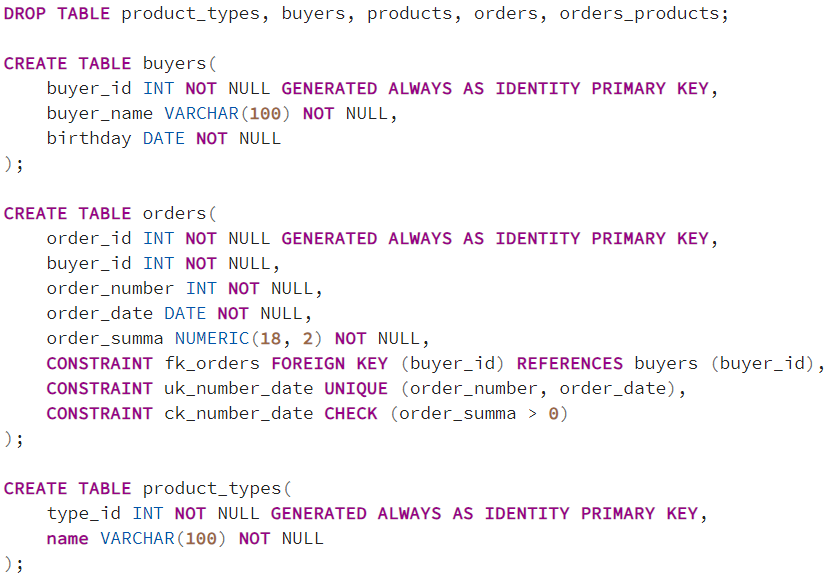 DROP TABLE product_types, buyers, products, orders, orders_products;

CREATE TABLE buyers(
    buyer_id INT NOT NULL GENERATED ALWAYS AS IDENTITY PRIMARY KEY,
    buyer_name VARCHAR(100) NOT NULL,
    birthday DATE NOT NULL
);

CREATE TABLE orders(
    order_id INT NOT NULL GENERATED ALWAYS AS IDENTITY PRIMARY KEY,
    buyer_id INT NOT NULL,
    order_number INT NOT NULL,
    order_date DATE NOT NULL,
    order_summa NUMERIC(18, 2) NOT NULL,
    CONSTRAINT fk_orders FOREIGN KEY (buyer_id) REFERENCES buyers (buyer_id),
    CONSTRAINT uk_number_date UNIQUE (order_number, order_date),
    CONSTRAINT ck_number_date CHECK (order_summa > 0)
);

CREATE TABLE product_types(
    type_id INT NOT NULL GENERATED ALWAYS AS IDENTITY PRIMARY KEY,
    name VARCHAR(100) NOT NULL
);